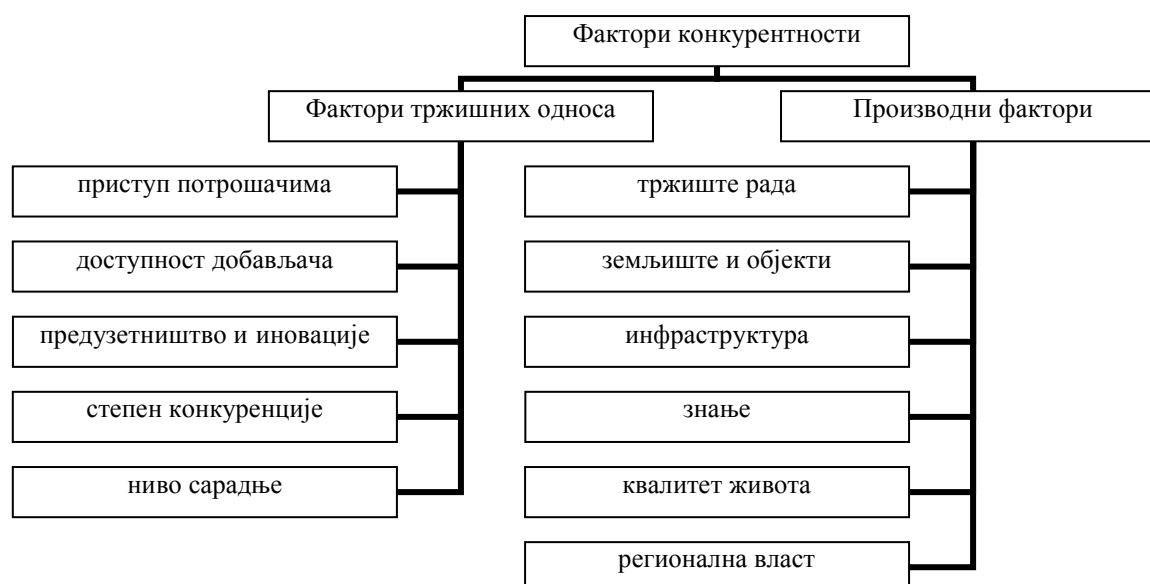 Фактори конкурентности
Фактори тржишних односа
Производни фактори
приступ потрошачима
доступност добављача
предузетништво и иновације
степен конкуренције
ниво сарадње
тржиште рада
земљиште и објекти
инфраструктура
знање
квалитет живота
регионална власт